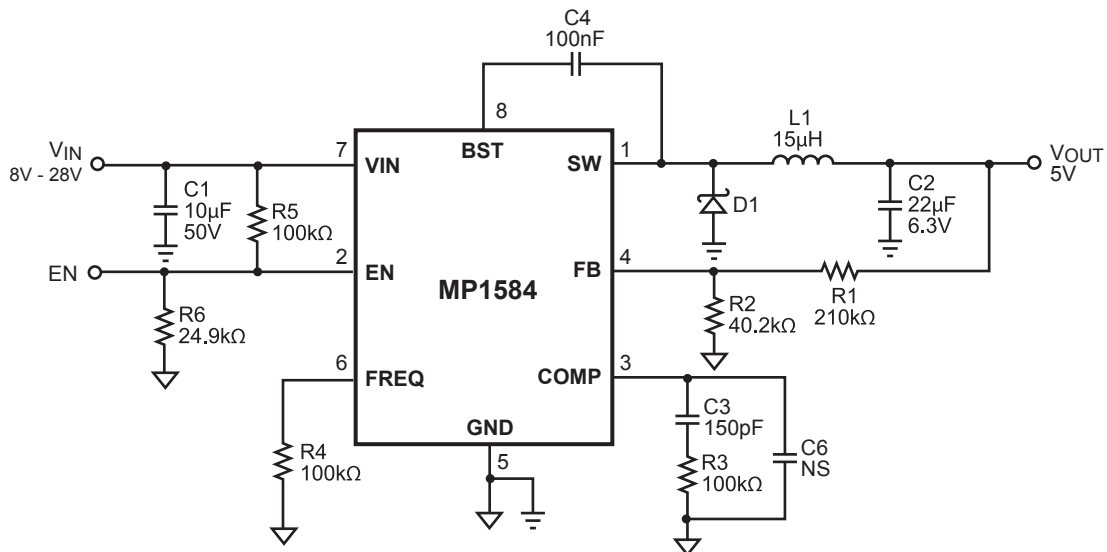 C4
100nF
8
L1
15µH
VIN
8V - 28V
7
VIN
BST
SW
1
VOUT
5V
C1
10µF
50V
R5
100kΩ
D1
C2
22µF
6.3V
EN
2
EN
FB
4
MP1584
R6
24.9kΩ
R2
40.2kΩ
R1
210kΩ
6
FREQ
COMP
3
GND
5
R4
100kΩ
C3
150pF
R3
100kΩ
C6
NS